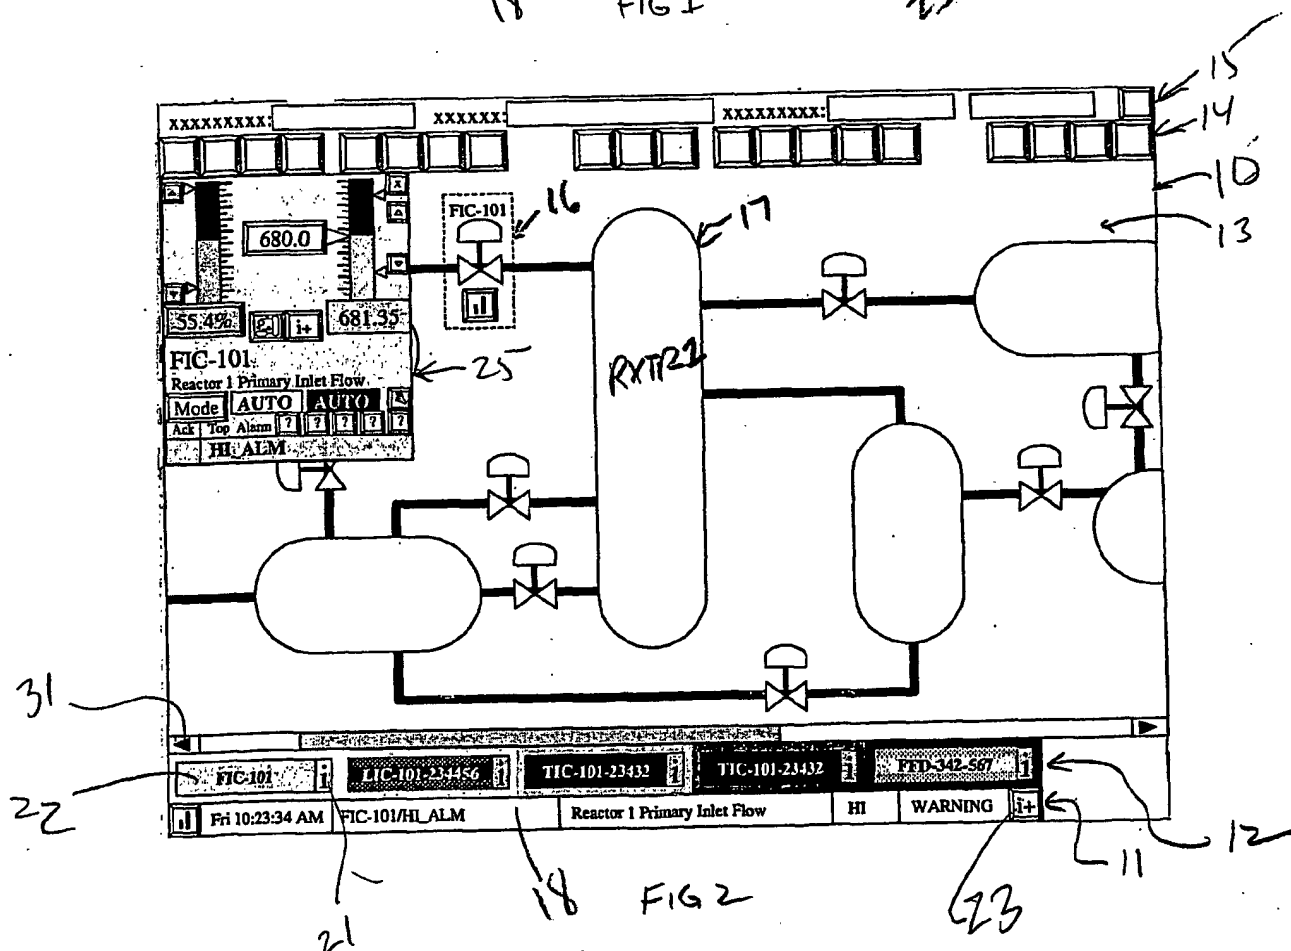 18 FIG 1 23
15
xxxxxxxxx: xxxxxx: xxxxxxxxx:
14
10
FIC-101 16 17
13
680.0
55.4% i+ 681.35
FIC-101
25
Reactor 1 Primary Inlet Flow
RXTR1
Mode AUTO AUTO
Ack Top Alarm ? ? ? ? ?
HI_ALM
31
FIC-101 i LIC-101-234456 i TIC-101-23432 i TIC-101-23432 i FFD-342-567 i
22
Fri 10:23:34 AM FIC-101/HI_ALM Reactor 1 Primary Inlet Flow HI WARNING i+
12
11
18 FIG 2 23
21